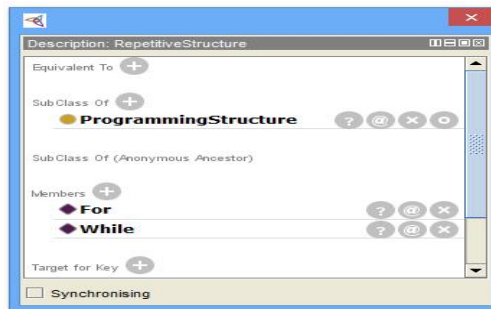 Description: RepetitiveStructure
Equivalent To
SubClass Of
ProgrammingStructure
SubClass Of (Anonymous Ancestor)
Members
For
While
Target for Key
Synchronising